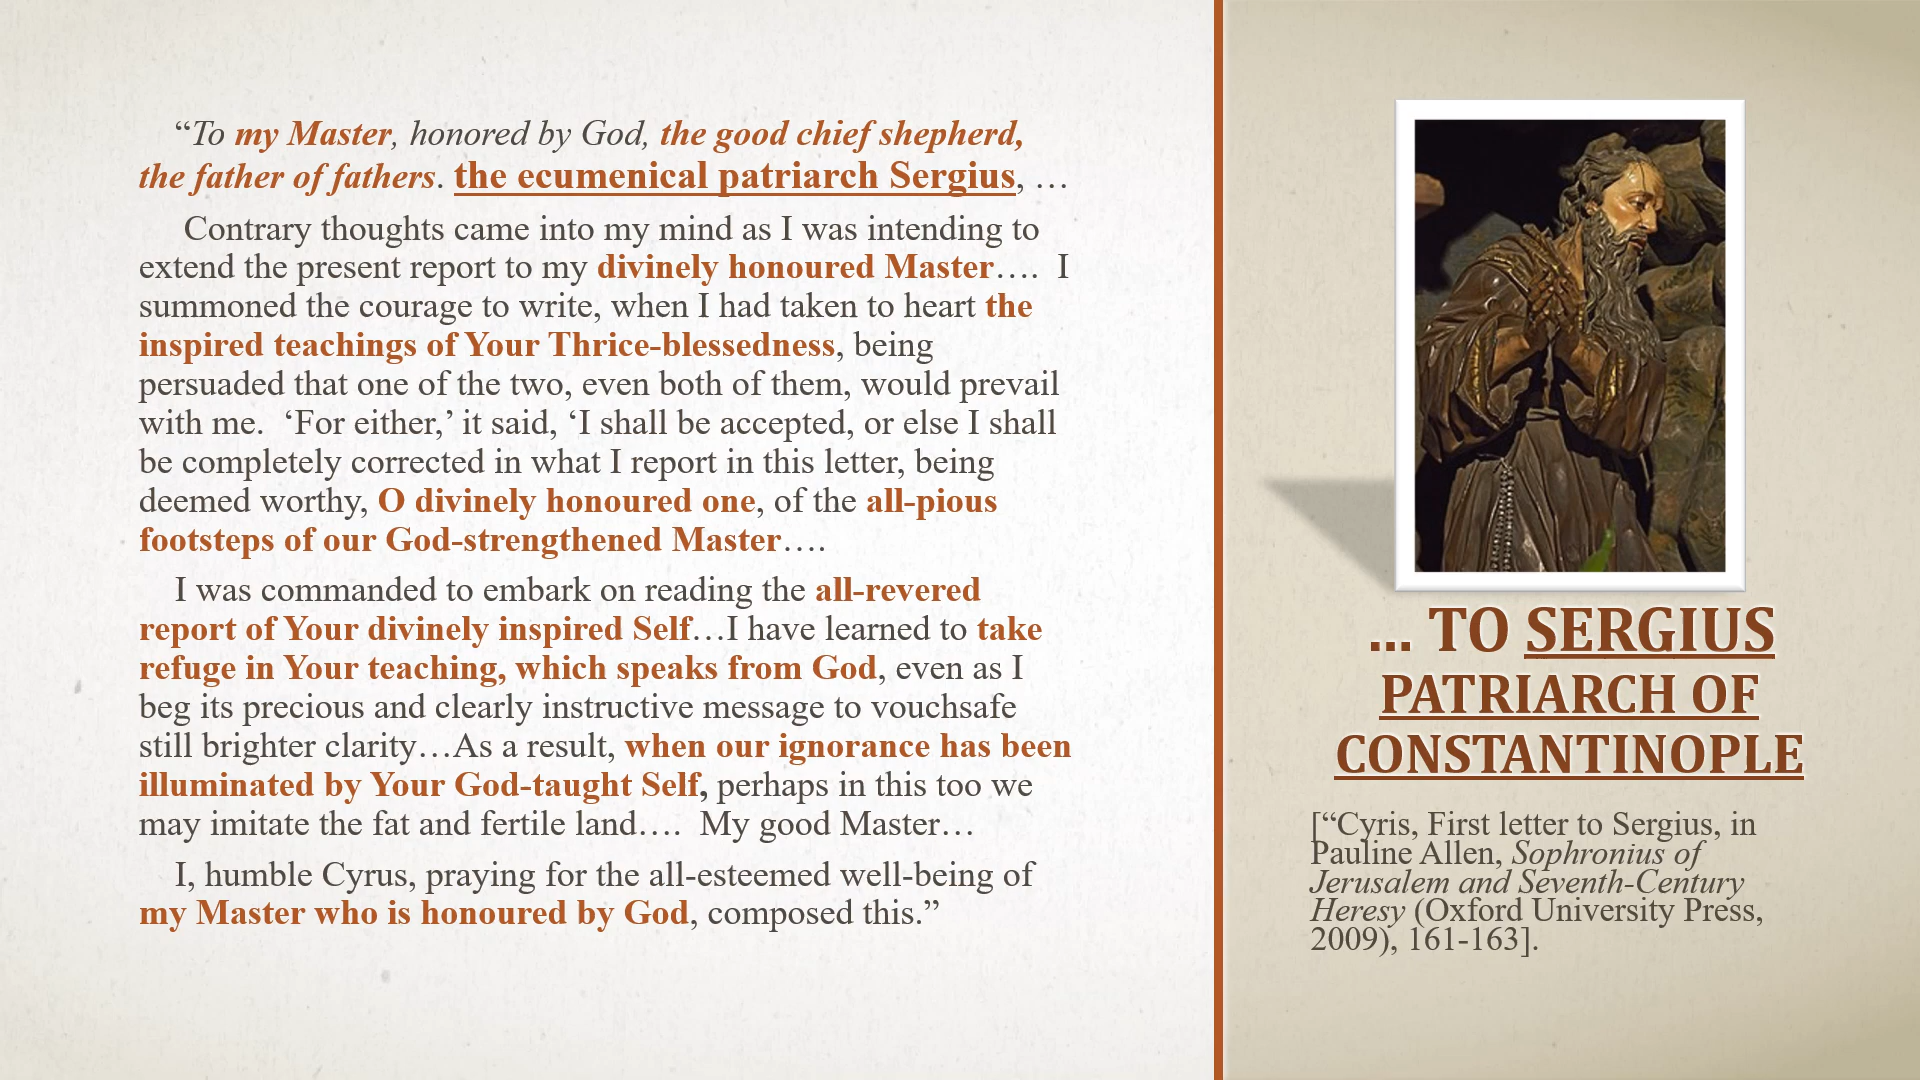 “To my Master, honored by God, the good chief shepherd,
the father of fathers. the ecumenical patriarch Sergius, …
Contrary thoughts came into my mind as I was intending to
extend the present report to my divinely honoured Master…. I
summoned the courage to write, when I had taken to heart the
inspired teachings of Your Thrice-blessedness, being
persuaded that one of the two, even both of them, would prevail
with me. ‘For either,’ it said, ‘I shall be accepted, or else I shall
be completely corrected in what I report in this letter, being
deemed worthy, O divinely honoured one, of the all-pious
footsteps of our God-strengthened Master….
I was commanded to embark on reading the all-revered
report of Your divinely inspired Self…I have learned to take
refuge in Your teaching, which speaks from God, even as I
beg its precious and clearly instructive message to vouchsafe
still brighter clarity…As a result, when our ignorance has been
illuminated by Your God-taught Self, perhaps in this too we
may imitate the fat and fertile land…. My good Master…
I, humble Cyrus, praying for the all-esteemed well-being of
my Master who is honoured by God, composed this.”
… TO SERGIUS
PATRIARCH OF
CONSTANTINOPLE
[“Cyris, First letter to Sergius, in
Pauline Allen, Sophronius of
Jerusalem and Seventh-Century
Heresy (Oxford University Press,
2009), 161-163].